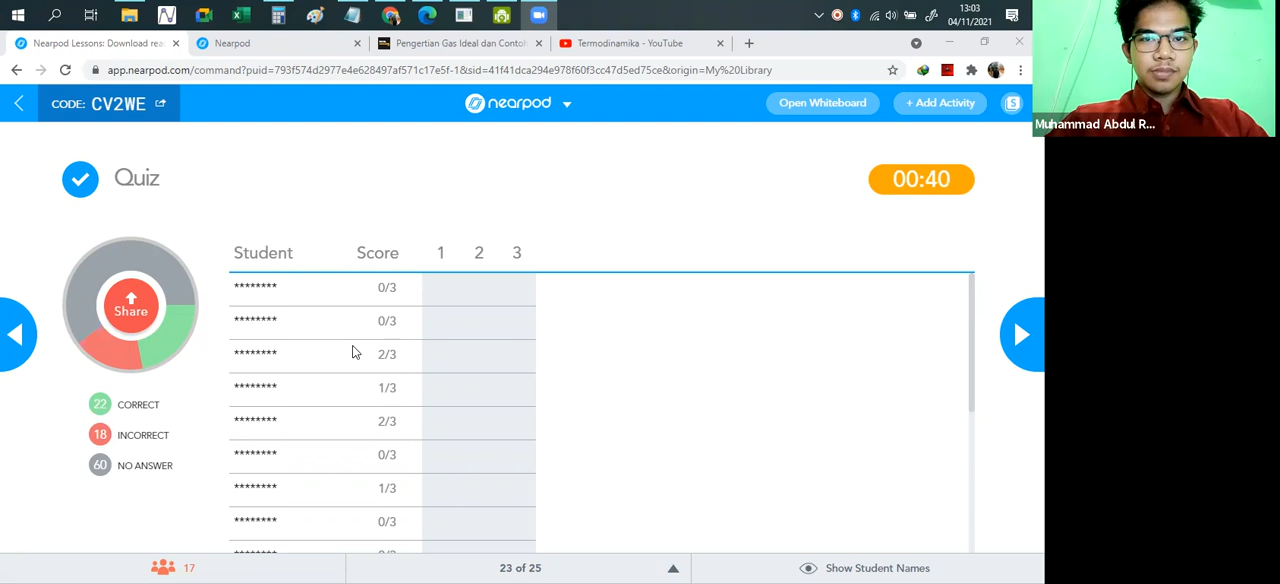 13:03
04/11/2021
Nearpod Lessons: Download rea
Nearpod
Pengertian Gas Ideal dan Contoh
Termodinamika - YouTube
app.nearpod.com/command?puid=793f574d2977e4e628497af571c17e5f-1&sid=41f41dca294e978f60f3cc47d5ed75ce&origin=My%20Library
CODE: CV2WE
nearpod
Open Whiteboard
+ Add Activity
S
Muhammad Abdul R...
Quiz
00:40
Student Score 1 2 3
******** 0/3
******** 0/3
******** 2/3
******** 1/3
******** 2/3
******** 0/3
******** 1/3
******** 0/3
Share
22 CORRECT
18 INCORRECT
60 NO ANSWER
17
23 of 25
Show Student Names